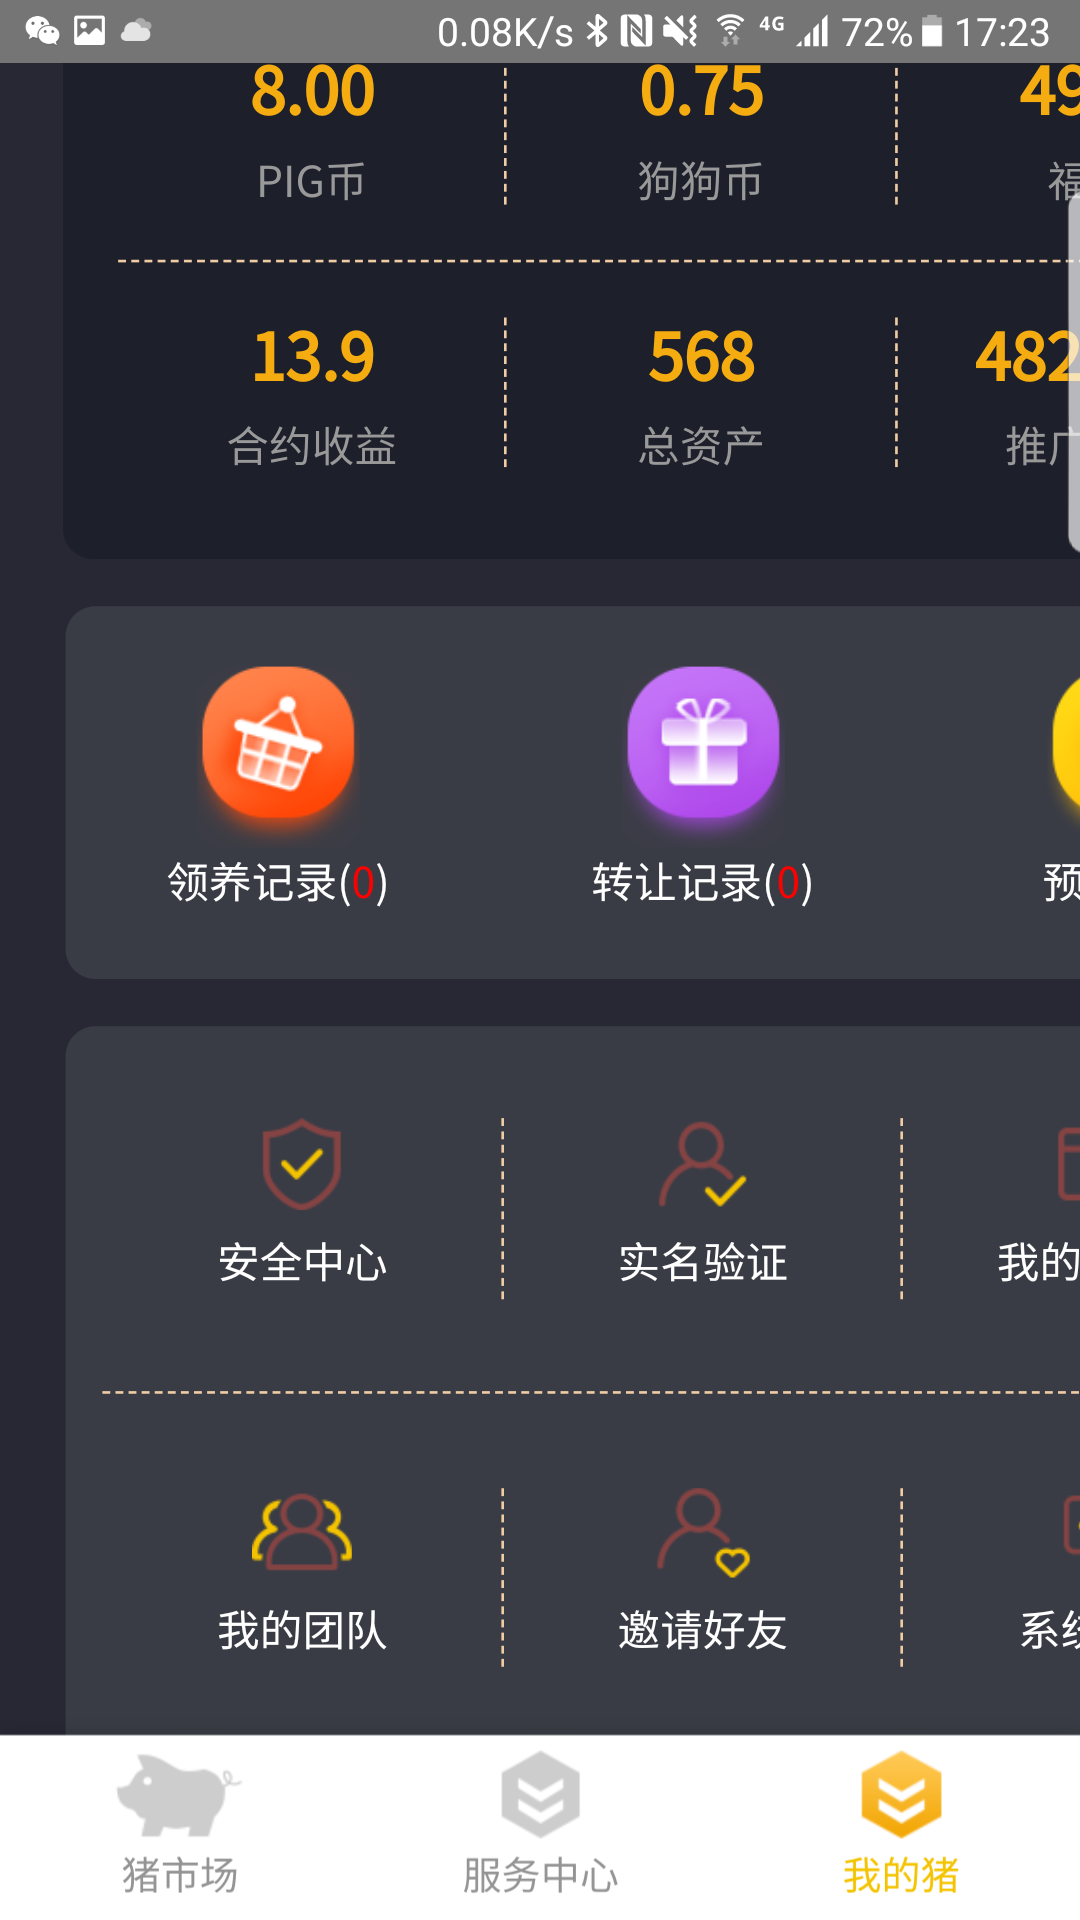 0.08K/s 4G 72% 17:23
8.00 0.75 49
PIG币 狗狗币 福
13.9 568 482
合约收益 总资产 推广
领养记录(0) 转让记录(0) 预
安全中心 实名验证 我的
我的团队 邀请好友 系统
猪市场 服务中心 我的猪